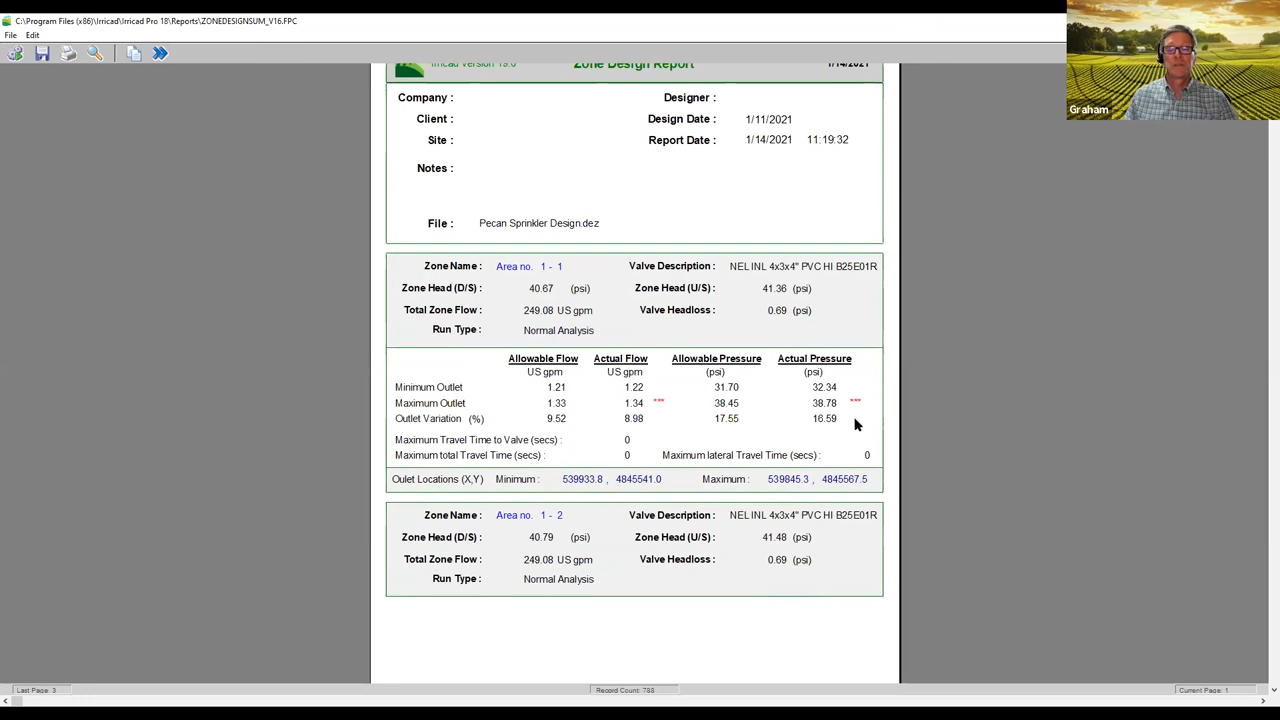 C:\Program Files (x86)\Irricad\Irricad Pro 18\Reports\ZONEDESIGNSUM_V16.FPC
File Edit
Graham
Irricad Version 19.0 Zone Design Report 1/14/2021
Company : Designer :
Client : Design Date : 1/11/2021
Site : Report Date : 1/14/2021 11:19:32
Notes :
File : Pecan Sprinkler Design.dez
Zone Name : Area no. 1 - 1 Valve Description : NEL INL 4x3x4" PVC HI B25E01R
Zone Head (D/S) : 40.67 (psi) Zone Head (U/S) : 41.36 (psi)
Total Zone Flow : 249.08 US gpm Valve Headloss : 0.69 (psi)
Run Type : Normal Analysis
Allowable Flow Actual Flow Allowable Pressure Actual Pressure
US gpm US gpm (psi) (psi)
Minimum Outlet 1.21 1.22 31.70 32.34
Maximum Outlet 1.33 1.34 *** 38.45 38.78 ***
Outlet Variation (%) 9.52 8.98 17.55 16.59
Maximum Travel Time to Valve (secs) : 0
Maximum total Travel Time (secs) : 0 Maximum lateral Travel Time (secs) : 0
Oulet Locations (X,Y) Minimum : 539933.8 , 4845541.0 Maximum : 539845.3 , 4845567.5
Zone Name : Area no. 1 - 2 Valve Description : NEL INL 4x3x4" PVC HI B25E01R
Zone Head (D/S) : 40.79 (psi) Zone Head (U/S) : 41.48 (psi)
Total Zone Flow : 249.08 US gpm Valve Headloss : 0.69 (psi)
Run Type : Normal Analysis
Last Page: 3 Record Count: 788 Current Page: 1